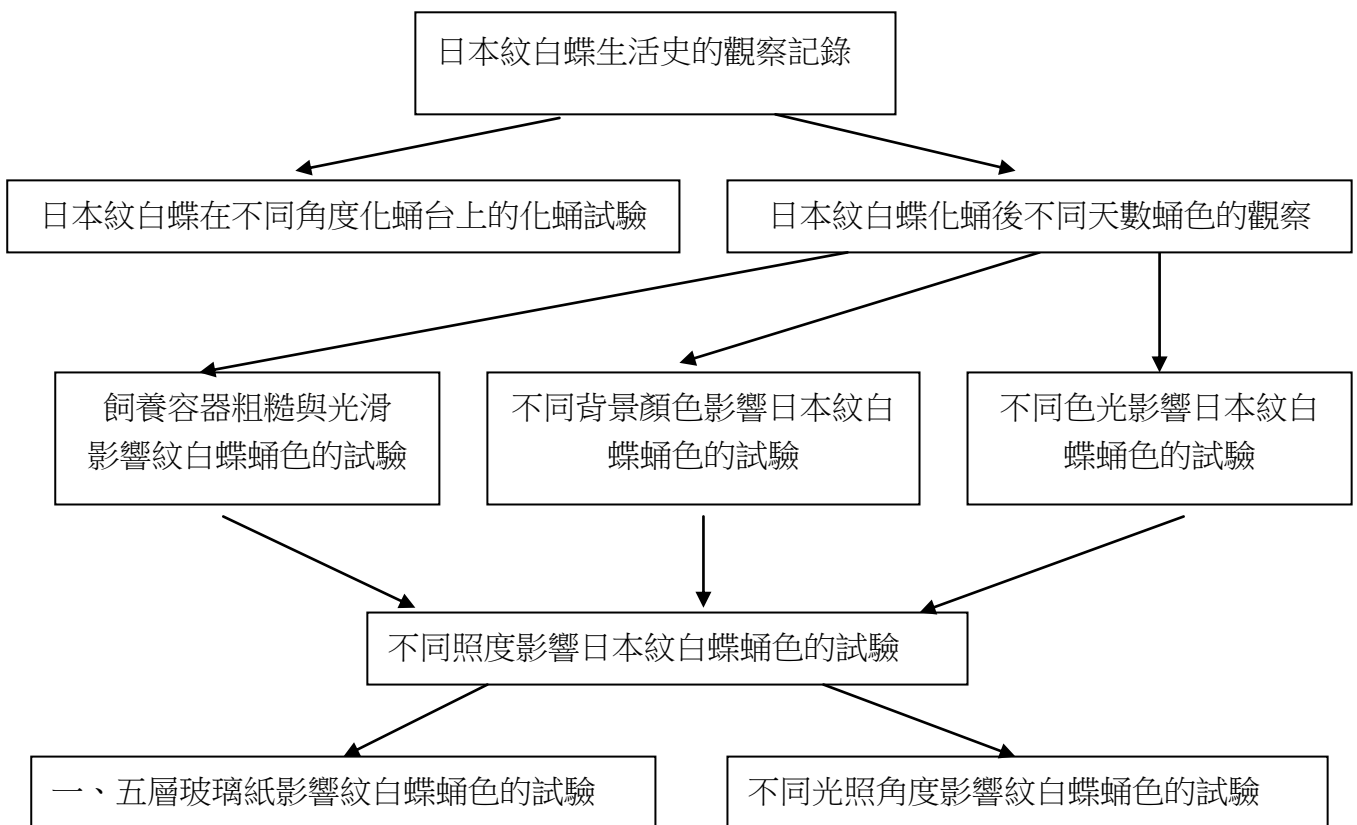 日本紋白蝶生活史的觀察記錄
日本紋白蝶在不同角度化蛹台上的化蛹試驗
日本紋白蝶化蛹後不同天數蛹色的觀察
飼養容器粗糙與光滑
影響紋白蝶蛹色的試驗
不同背景顏色影響日本紋白
蝶蛹色的試驗
不同色光影響日本紋白
蝶蛹色的試驗
不同照度影響日本紋白蝶蛹色的試驗
一、五層玻璃紙影響紋白蝶蛹色的試驗
不同光照角度影響紋白蝶蛹色的試驗